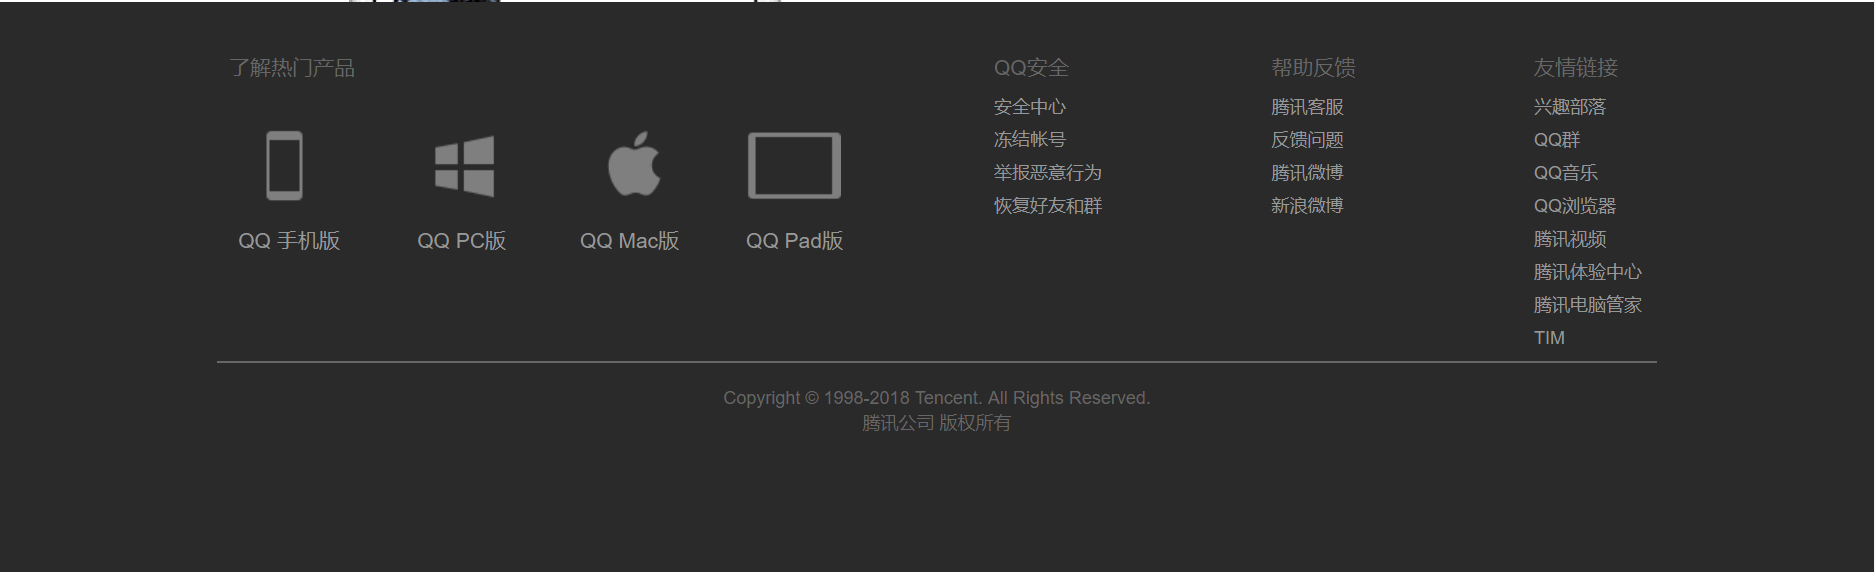 了解热门产品
QQ 手机版
QQ PC版
QQ Mac版
QQ Pad版
QQ安全
安全中心
冻结帐号
举报恶意行为
恢复好友和群
帮助反馈
腾讯客服
反馈问题
腾讯微博
新浪微博
友情链接
兴趣部落
QQ群
QQ音乐
QQ浏览器
腾讯视频
腾讯体验中心
腾讯电脑管家
TIM
Copyright © 1998-2018 Tencent. All Rights Reserved.
腾讯公司 版权所有